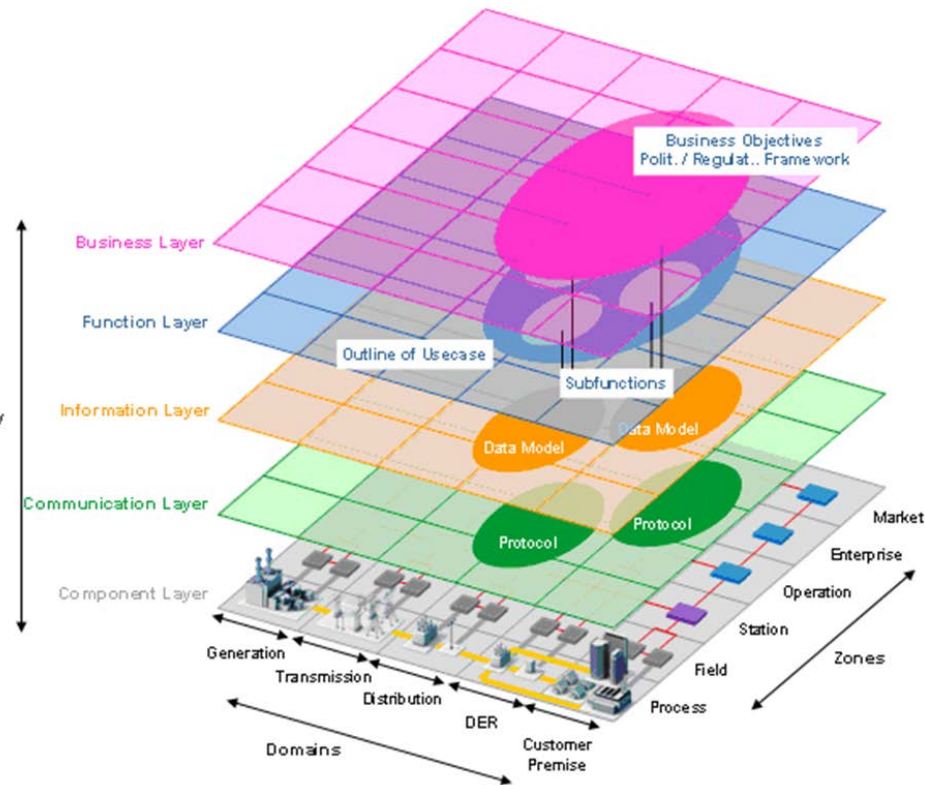 Business Objectives
Polit. / Regulat.. Framework
Business Layer
Function Layer
Outline of Usecase
Subfunctions
Information Layer
Data Model
Data Model
Communication Layer
Protocol
Protocol
Component Layer
Market
Enterprise
Operation
Station
Field
Process
Zones
Generation
Transmission
Distribution
DER
Customer
Premise
Domains